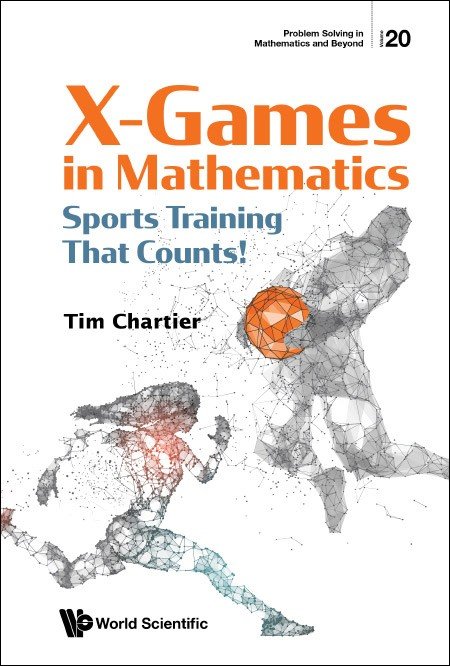 Problem Solving in
Mathematics and Beyond
Volume
20
X-Games
in Mathematics
Sports Training
That Counts!
Tim Chartier
World Scientific